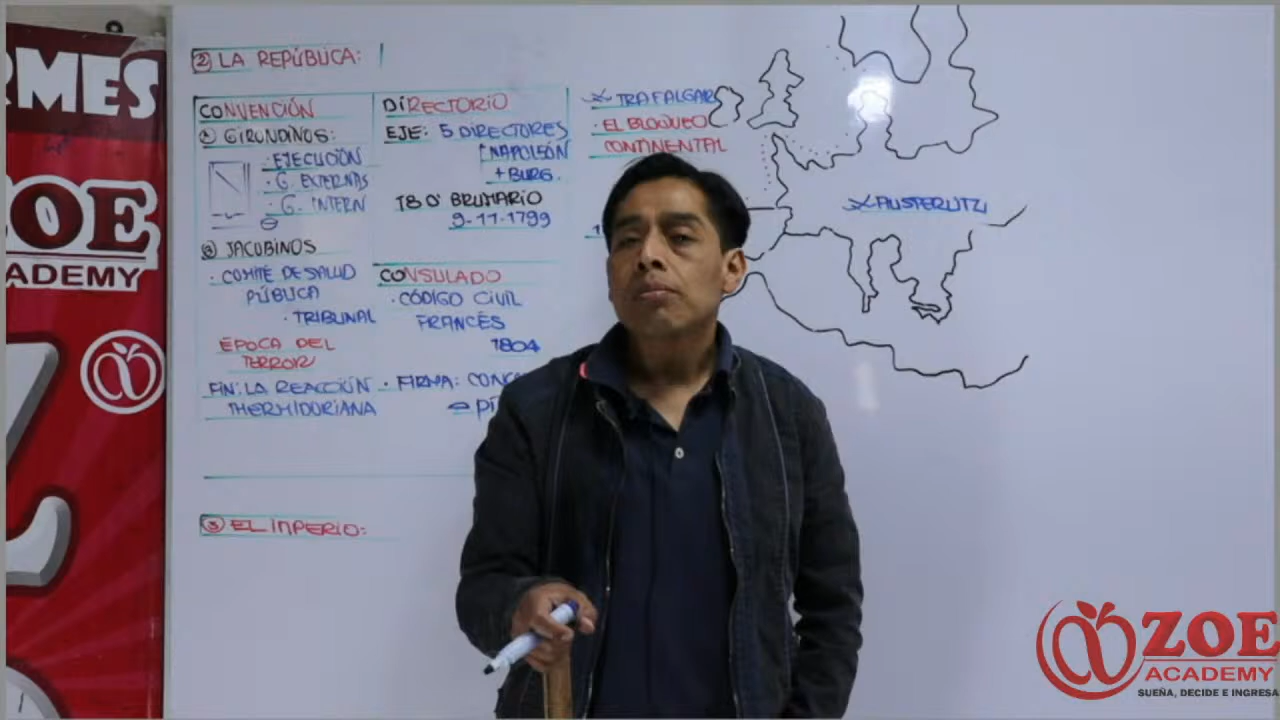 RMES
ZOE
ACADEMY
② LA REPÚBLICA:
CONVENCIÓN
① GIRONDINOS:
· EJECUCIÓN
· G. EXTERNAS
· G. INTERN
② JACOBINOS
· COMITÉ DE SALUD
PÚBLICA
· TRIBUNAL
ÉPOCA DEL
TERROR
FIN: LA REACCIÓN
THERMIDORIANA
DIRECTORIO
EJE: 5 DIRECTORES
NAPOLEÓN
+ BURG.
18 O' BRUMARIO
9-11-1799
CONSULADO
· CÓDIGO CIVIL
FRANCÉS
1804
· FIRMA:
③ EL IMPERIO:
TRAFALGAR
· EL BLOQUEO
CONTINENTAL
AUSTERLITZ
ZOE
ACADEMY
SUEÑA, DECIDE E INGRESA